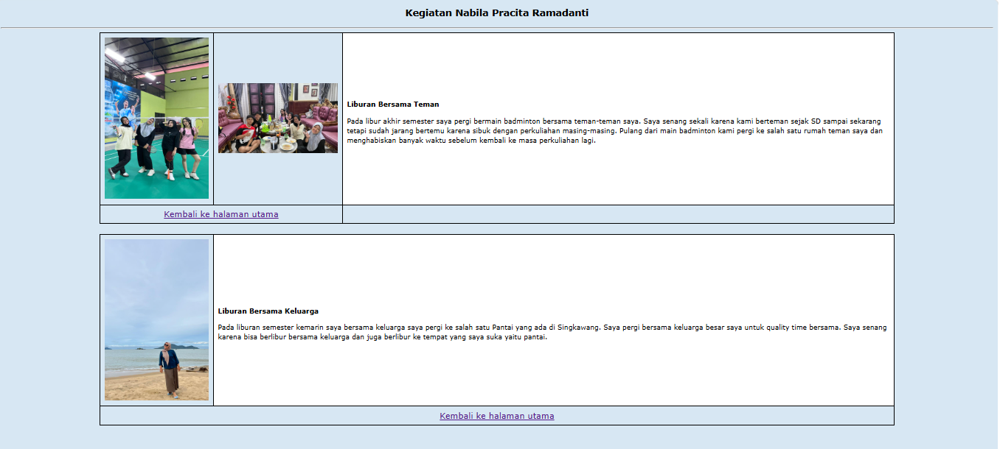 Kegiatan Nabila Pracita Ramadanti
Liburan Bersama Teman
Pada libur akhir semester saya pergi bermain badminton bersama teman-teman saya. Saya senang sekali karena kami berteman sejak SD sampai sekarang
tetapi sudah jarang bertemu karena sibuk dengan perkuliahan masing-masing. Pulang dari main badminton kami pergi ke salah satu rumah teman saya dan
menghabiskan banyak waktu sebelum kembali ke masa perkuliahan lagi.
Kembali ke halaman utama
Liburan Bersama Keluarga
Pada liburan semester kemarin saya bersama keluarga saya pergi ke salah satu Pantai yang ada di Singkawang. Saya pergi bersama keluarga besar saya untuk quality time bersama. Saya senang
karena bisa berlibur bersama keluarga dan juga berlibur ke tempat yang saya suka yaitu pantai.
Kembali ke halaman utama